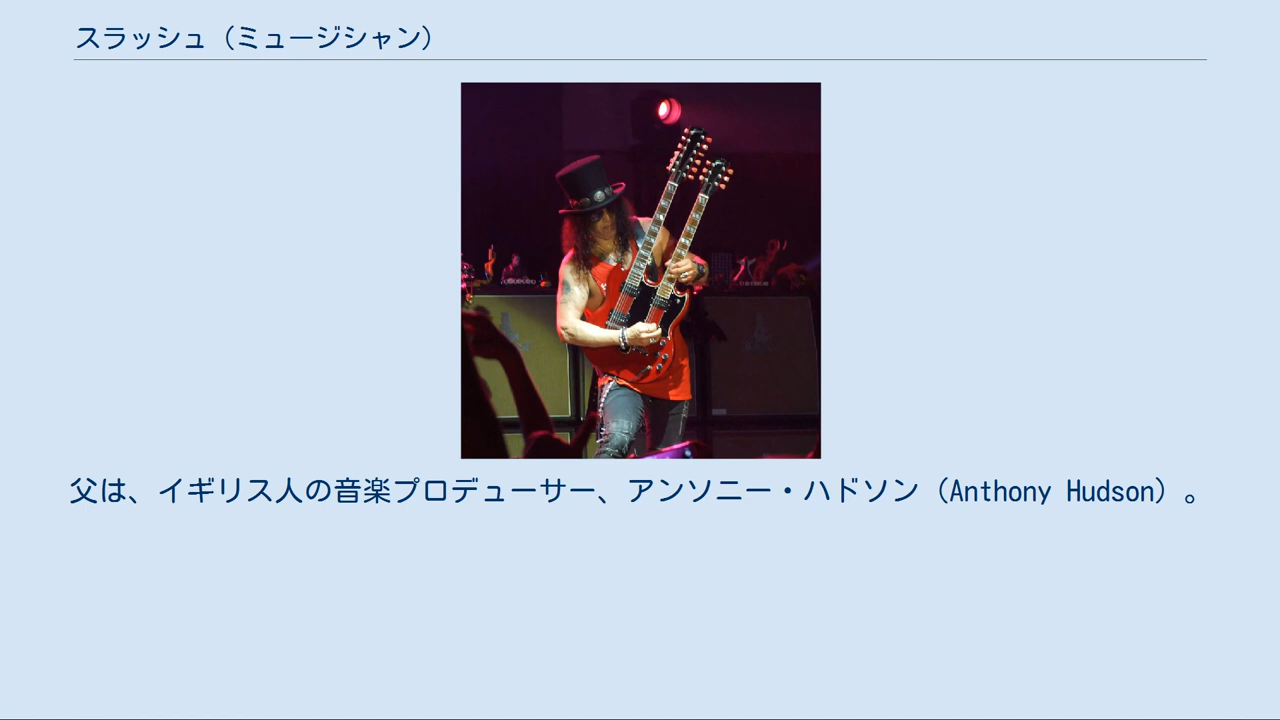 スラッシュ（ミュージシャン）
父は、イギリス人の音楽プロデューサー、アンソニー・ハドソン（Anthony Hudson）。